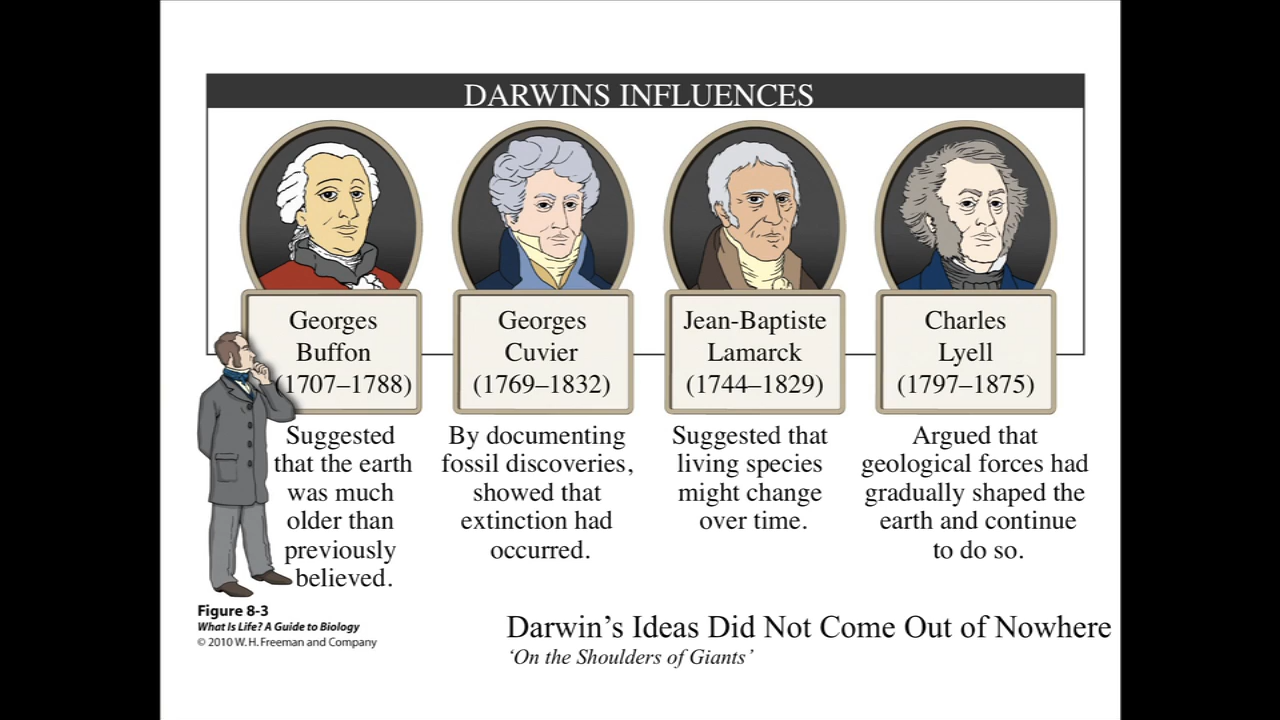 DARWINS INFLUENCES
Georges
Buffon
(1707–1788)
Suggested
that the earth
was much
older than
previously
believed.
Georges
Cuvier
(1769–1832)
By documenting
fossil discoveries,
showed that
extinction had
occurred.
Jean-Baptiste
Lamarck
(1744–1829)
Suggested that
living species
might change
over time.
Charles
Lyell
(1797–1875)
Argued that
geological forces had
gradually shaped the
earth and continue
to do so.
Figure 8-3
What Is Life? A Guide to Biology
© 2010 W. H. Freeman and Company
Darwin’s Ideas Did Not Come Out of Nowhere
‘On the Shoulders of Giants’